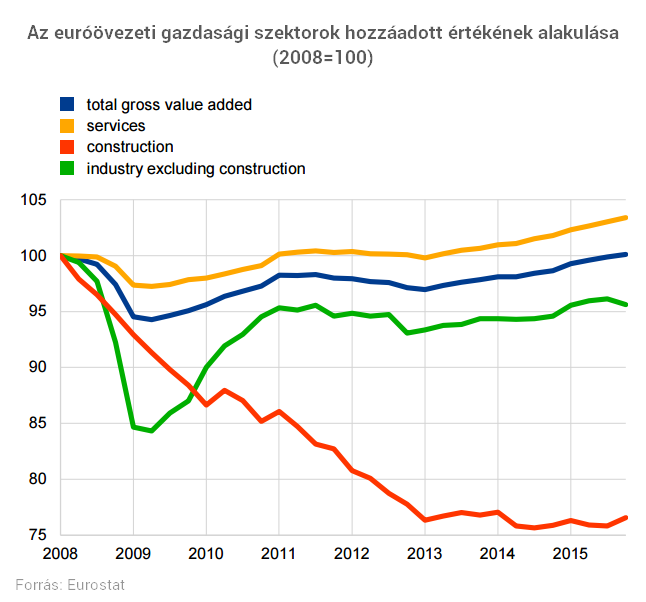 Az euróövezeti gazdasági szektorok hozzáadott értékének alakulása
(2008=100)
total gross value added
services
construction
industry excluding construction
105
100
95
90
85
80
75
2008 2009 2010 2011 2012 2013 2014 2015
Forrás: Eurostat